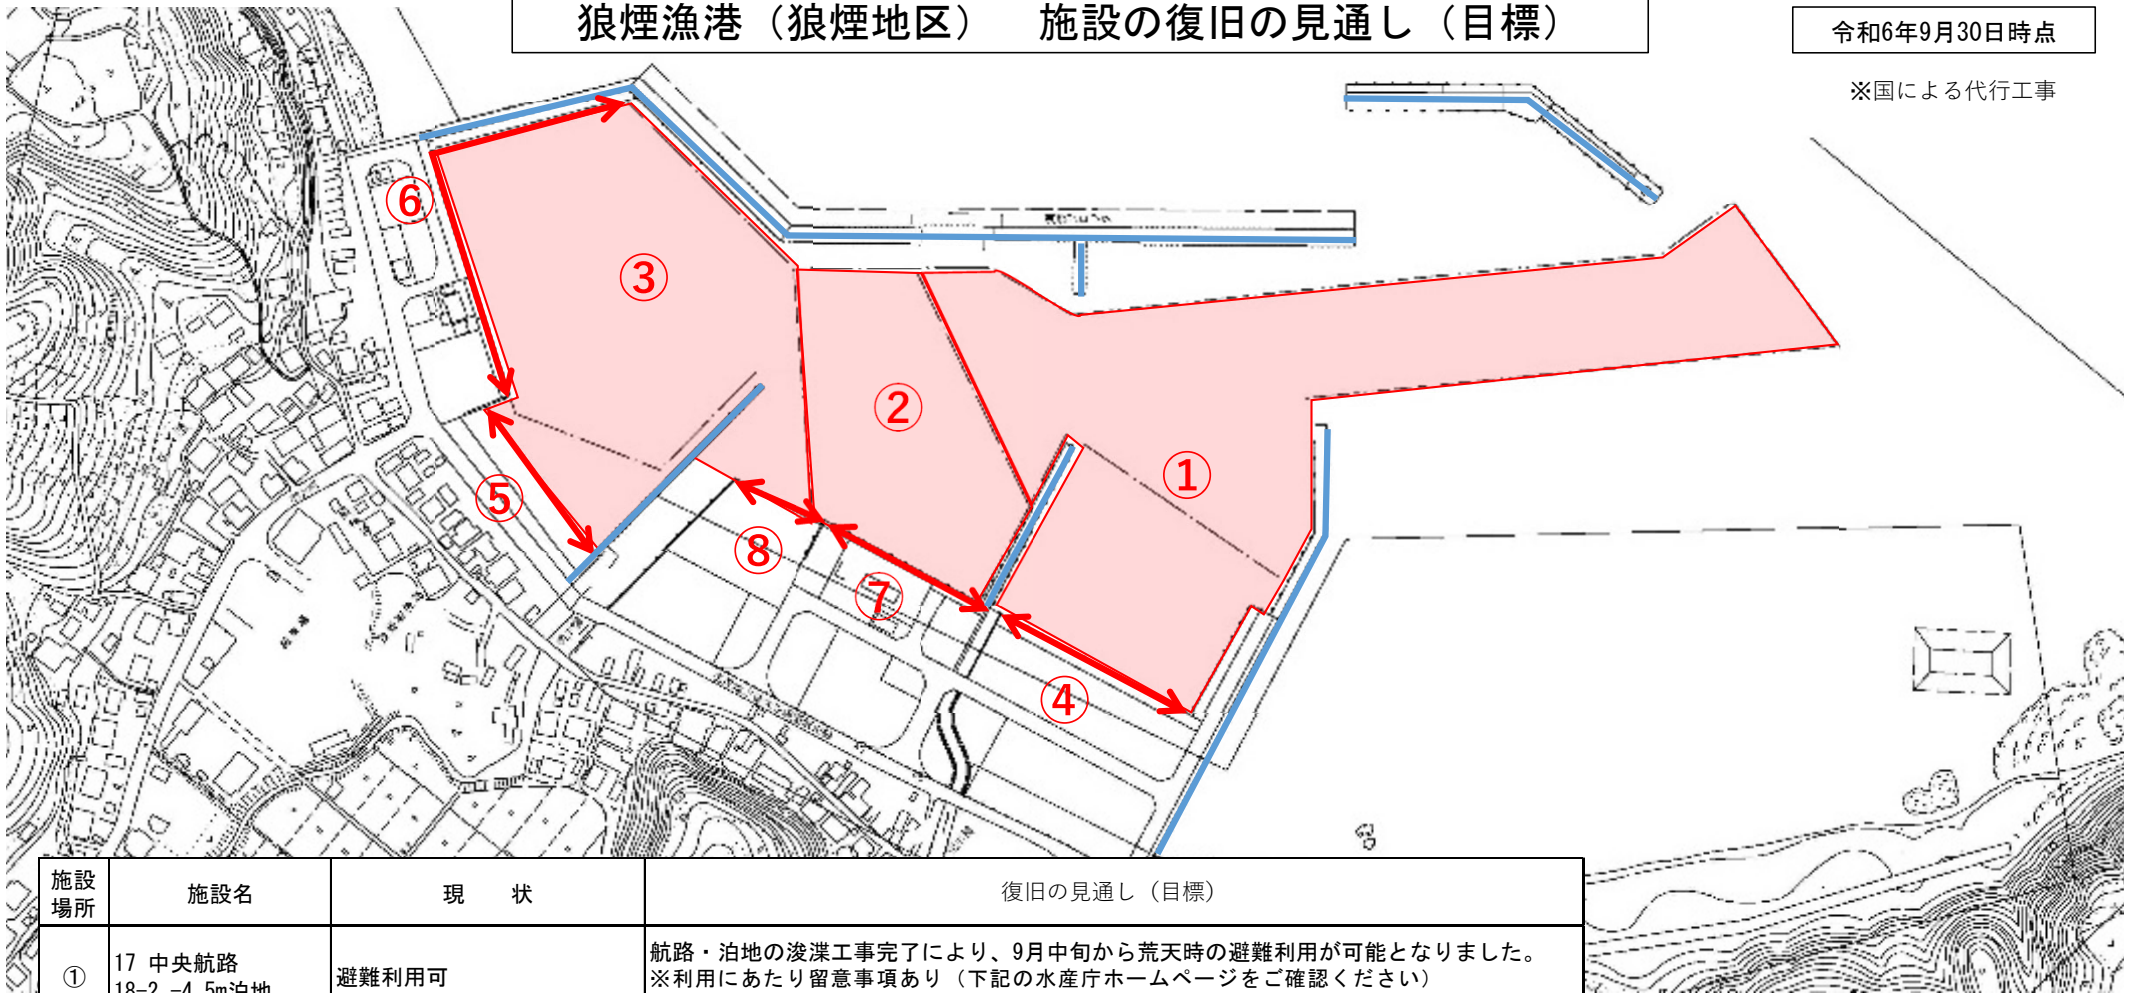 狼煙漁港（狼煙地区）　施設の復旧の見通し（目標）
令和6年9月30日時点
※国による代行工事
⑥
③
②
①
⑤
⑧
⑦
④
施設場所
施設名
現　状
復旧の見通し（目標）
①
17 中央航路
18-2 -4.5m泊地
避難利用可
航路・泊地の浚渫工事完了により、9月中旬から荒天時の避難利用が可能となりました。
※利用にあたり留意事項あり（下記の水産庁ホームページをご確認ください）